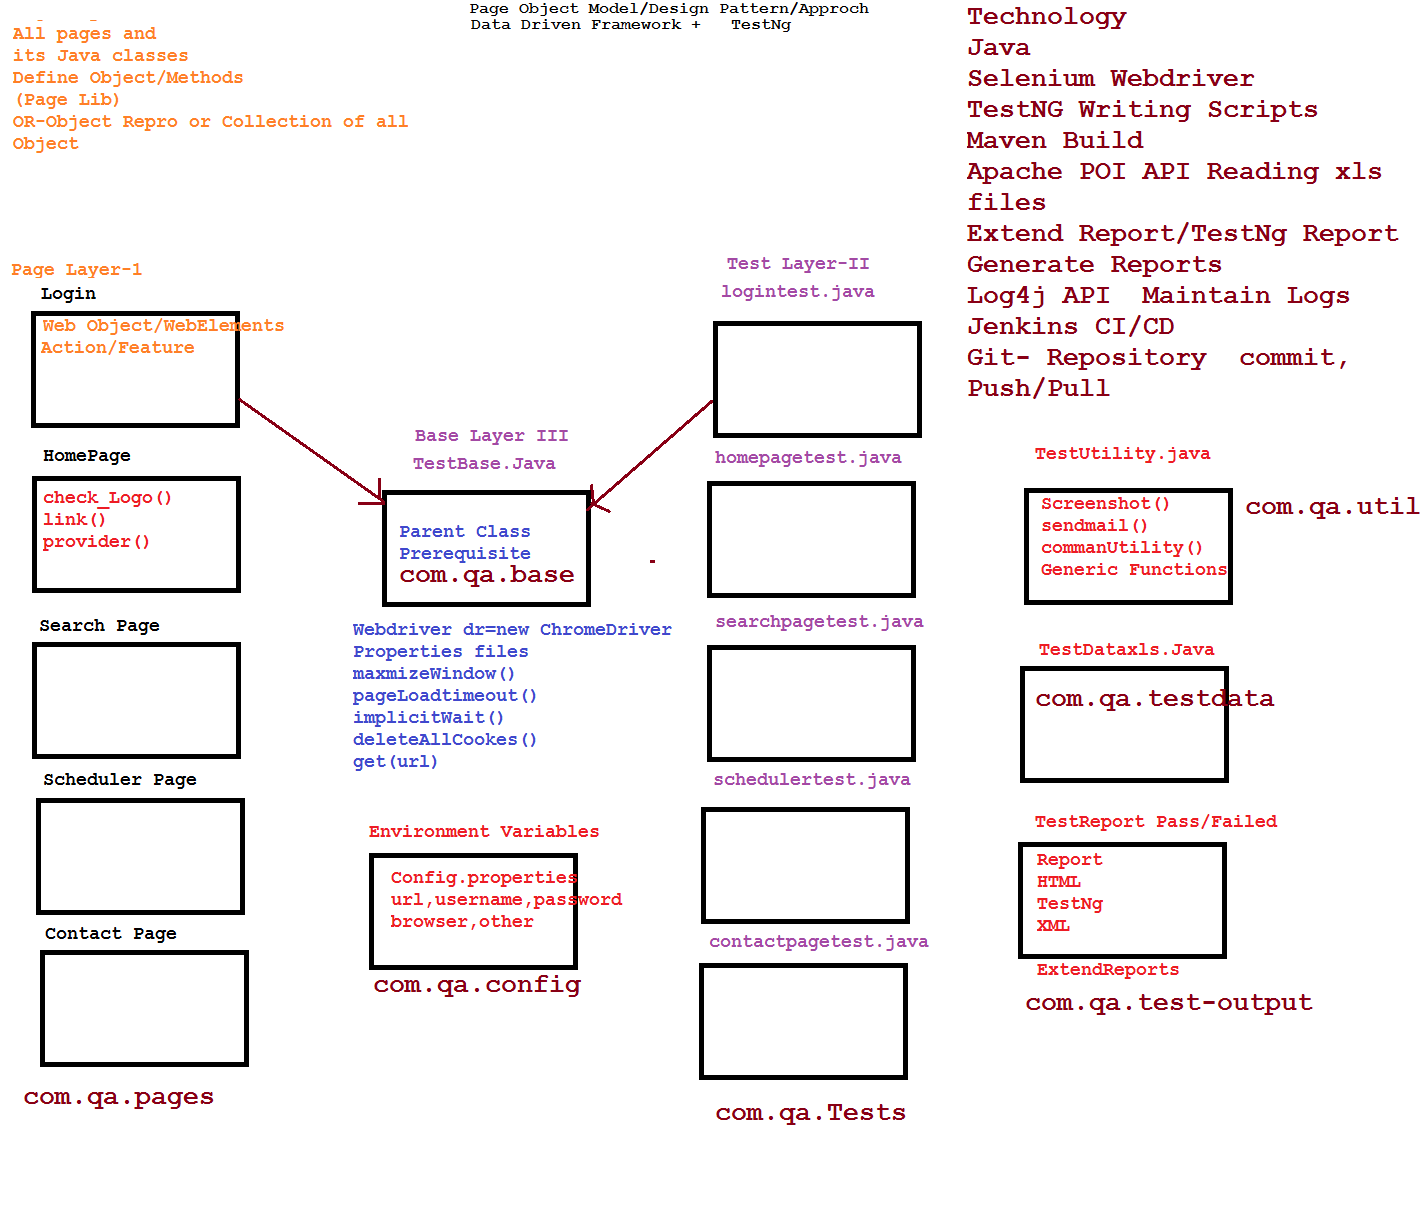 Page Object Model/Design Pattern/Approch
Data Driven Framework + TestNg
All pages and
its Java classes
Define Object/Methods
(Page Lib)
OR-Object Repro or Collection of all
Object
Technology
Java
Selenium Webdriver
TestNG Writing Scripts
Maven Build
Apache POI API Reading xls
files
Extend Report/TestNg Report
Generate Reports
Log4j API Maintain Logs
Jenkins CI/CD
Git- Repository commit,
Push/Pull
Page Layer-1
Login
Web Object/WebElements
Action/Feature
HomePage
check_Logo()
link()
provider()
Search Page
Scheduler Page
Contact Page
com.qa.pages
Base Layer III
TestBase.Java
Parent Class
Prerequisite
com.qa.base
Webdriver dr=new ChromeDriver
Properties files
maxmizeWindow()
pageLoadtimeout()
implicitWait()
deleteAllCookes()
get(url)
Environment Variables
Config.properties
url,username,password
browser,other
com.qa.config
Test Layer-II
logintest.java
homepagetest.java
searchpagetest.java
schedulertest.java
contactpagetest.java
com.qa.Tests
TestUtility.java
Screenshot()
sendmail()
commanUtility()
Generic Functions
com.qa.util
TestDataxls.Java
com.qa.testdata
TestReport Pass/Failed
Report
HTML
TestNg
XML
ExtendReports
com.qa.test-output